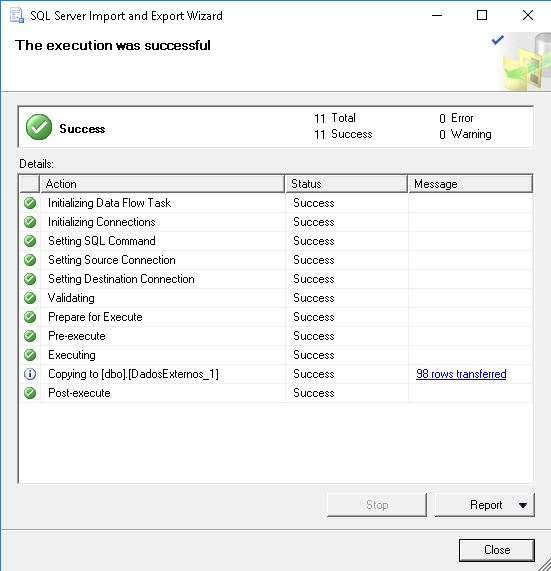 SQL Server Import and Export Wizard
The execution was successful
Success
11 Total 0 Error
11 Success 0 Warning
Details:
Action Status Message
Initializing Data Flow Task Success
Initializing Connections Success
Setting SQL Command Success
Setting Source Connection Success
Setting Destination Connection Success
Validating Success
Prepare for Execute Success
Pre-execute Success
Executing Success
Copying to [dbo].[DadosExternos_1] Success 98 rows transferred
Post-execute Success
Stop Report
Close